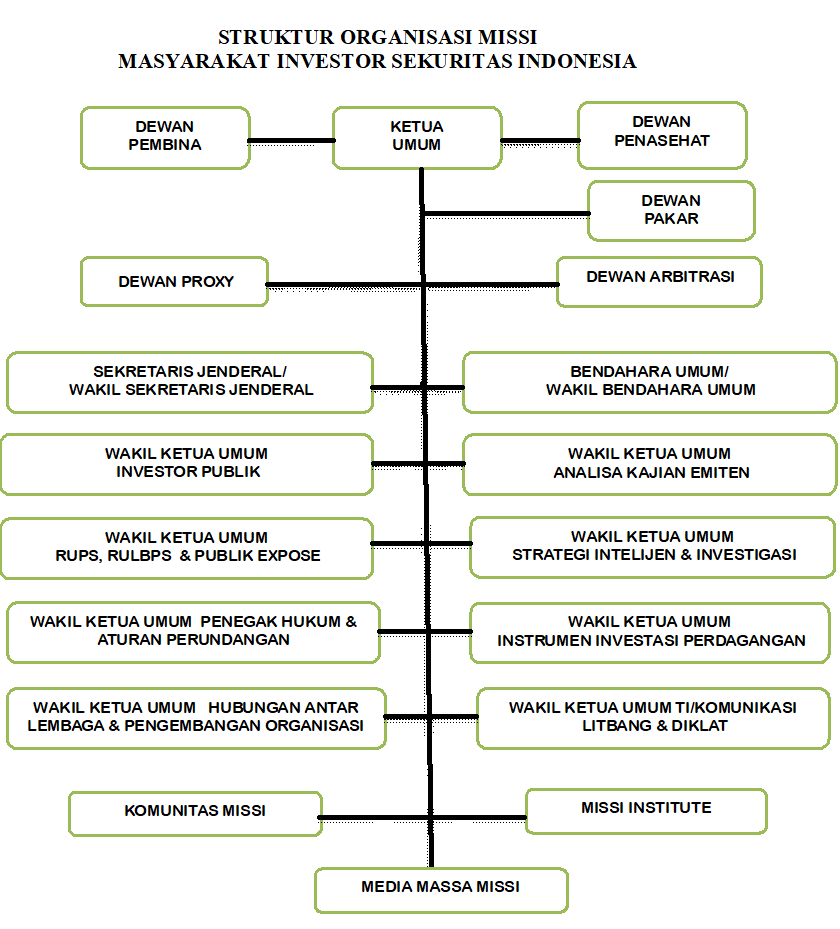 STRUKTUR ORGANISASI MISSI
MASYARAKAT INVESTOR SEKURITAS INDONESIA
DEWAN
PEMBINA
KETUA
UMUM
DEWAN
PENASEHAT
DEWAN
PAKAR
DEWAN PROXY
DEWAN ARBITRASI
SEKRETARIS JENDERAL/
WAKIL SEKRETARIS JENDERAL
BENDAHARA UMUM/
WAKIL BENDAHARA UMUM
WAKIL KETUA UMUM
INVESTOR PUBLIK
WAKIL KETUA UMUM
ANALISA KAJIAN EMITEN
WAKIL KETUA UMUM
RUPS, RULBPS & PUBLIK EXPOSE
WAKIL KETUA UMUM
STRATEGI INTELIJEN & INVESTIGASI
WAKIL KETUA UMUM PENEGAK HUKUM &
ATURAN PERUNDANGAN
WAKIL KETUA UMUM
INSTRUMEN INVESTASI PERDAGANGAN
WAKIL KETUA UMUM HUBUNGAN ANTAR
LEMBAGA & PENGEMBANGAN ORGANISASI
WAKIL KETUA UMUM TI/KOMUNIKASI
LITBANG & DIKLAT
KOMUNITAS MISSI
MISSI INSTITUTE
MEDIA MASSA MISSI